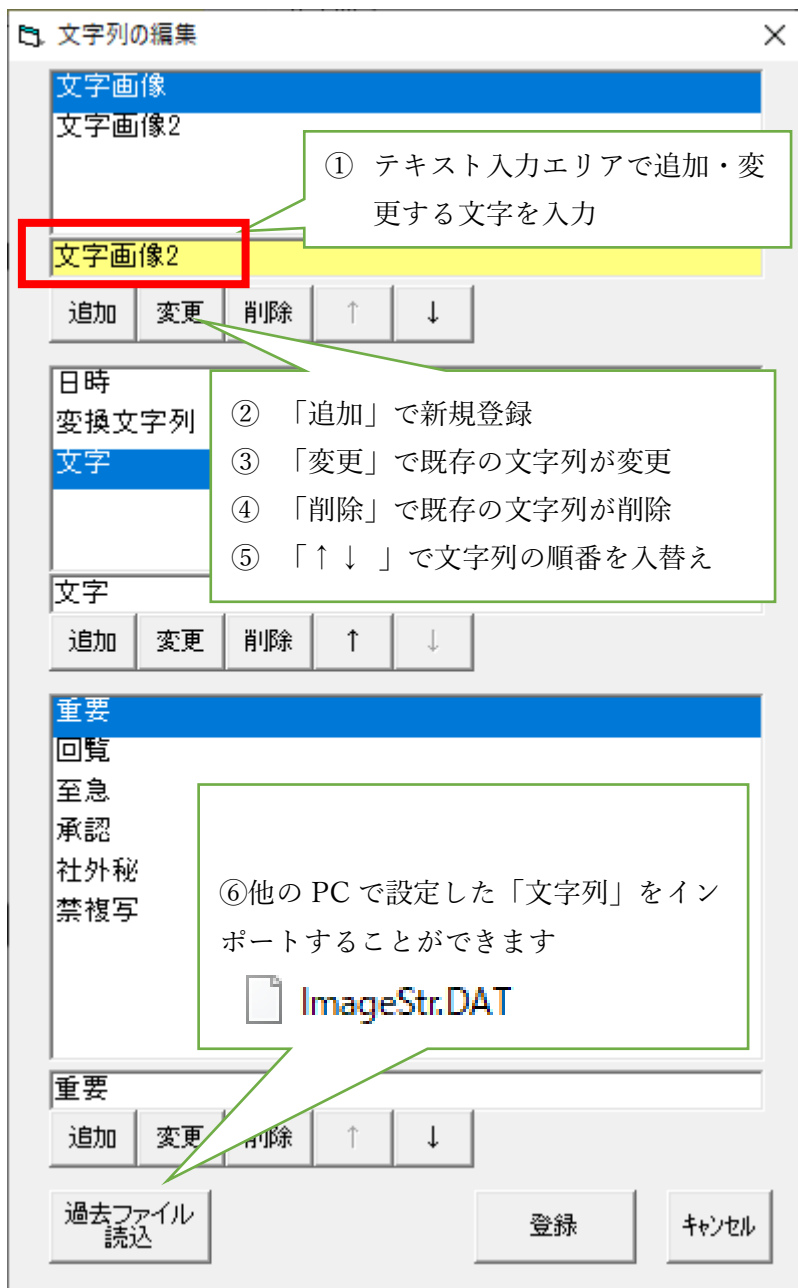 文字列の編集
文字画像
文字画像2
① テキスト入力エリアで追加・変
更する文字を入力
文字画像2
追加 変更 削除 ↑ ↓
日時
変換文字列
文字
② 「追加」で新規登録
③ 「変更」で既存の文字列が変更
④ 「削除」で既存の文字列が削除
⑤ 「↑↓ 」で文字列の順番を入替え
文字
追加 変更 削除 ↑ ↓
重要
回覧
至急
承認
社外秘
禁複写
⑥他の PC で設定した「文字列」をイン
ポートすることができます
ImageStr.DAT
重要
追加 変更 削除 ↑ ↓
過去ファイル
読込
登録 キャンセル